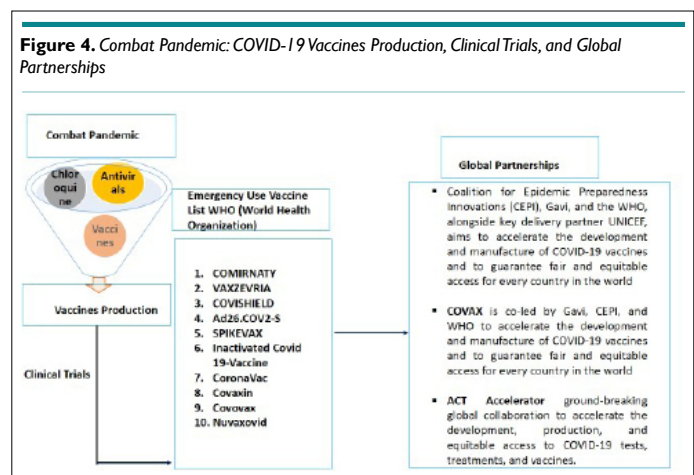 Figure 4. Combat Pandemic: COVID-19 Vaccines Production, Clinical Trials, and Global
Partnerships
Combat Pandemic
Chlor
oqui
ne
Antivir
als
Vacci
nes
Vaccines Production
Clinical Trials
Emergency Use Vaccine
List WHO (World Health
Organization)
1. COMIRNATY
2. VAXZEVRIA
3. COVISHIELD
4. Ad26.COV2-S
5. SPIKEVAX
6. Inactivated Covid
19-Vaccine
7. CoronaVac
8. Covaxin
9. Covovax
10. Nuvaxovid
Global Partnerships
▪ Coalition for Epidemic Preparedness
Innovations (CEPI), Gavi, and the WHO,
alongside key delivery partner UNICEF,
aims to accelerate the development
and manufacture of COVID-19 vaccines
and to guarantee fair and equitable
access for every country in the world
▪ COVAX is co-led by Gavi, CEPI, and
WHO to accelerate the development
and manufacture of COVID-19 vaccines
and to guarantee fair and equitable
access for every country in the world
▪ ACT Accelerator ground-breaking
global collaboration to accelerate the
development, production, and
equitable access to COVID-19 tests,
treatments, and vaccines.